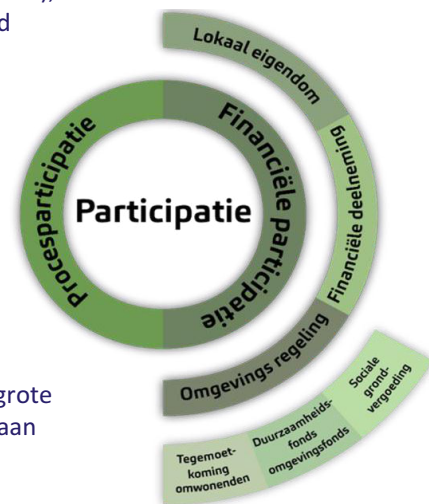 d
Lokaal eigendom
Procesparticipatie
Financiële participatie
Participatie
Financiële deelneming
Omgevings regeling
grote
aan
Sociale
grond-
vergoeding
Duurzaamheids-
fonds
omgevingsfonds
Tegemoet-
koming
omwonenden